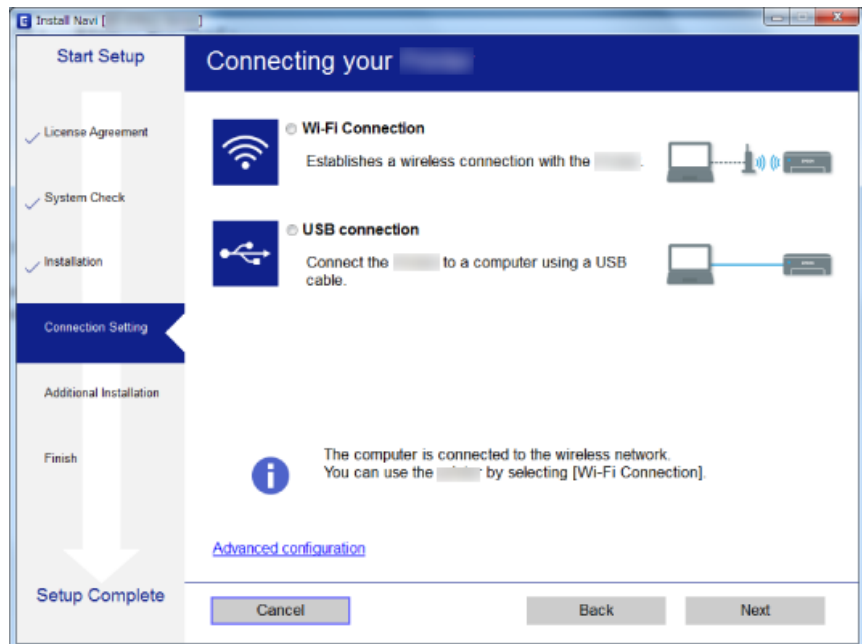 Install Navi [ ]
Start Setup
License Agreement
System Check
Installation
Connection Setting
Additional Installation
Finish
Setup Complete
Connecting your
Wi-Fi Connection
Establishes a wireless connection with the .
USB connection
Connect the to a computer using a USB
cable.
The computer is connected to the wireless network.
You can use the by selecting [Wi-Fi Connection].
Advanced configuration
Cancel Back Next